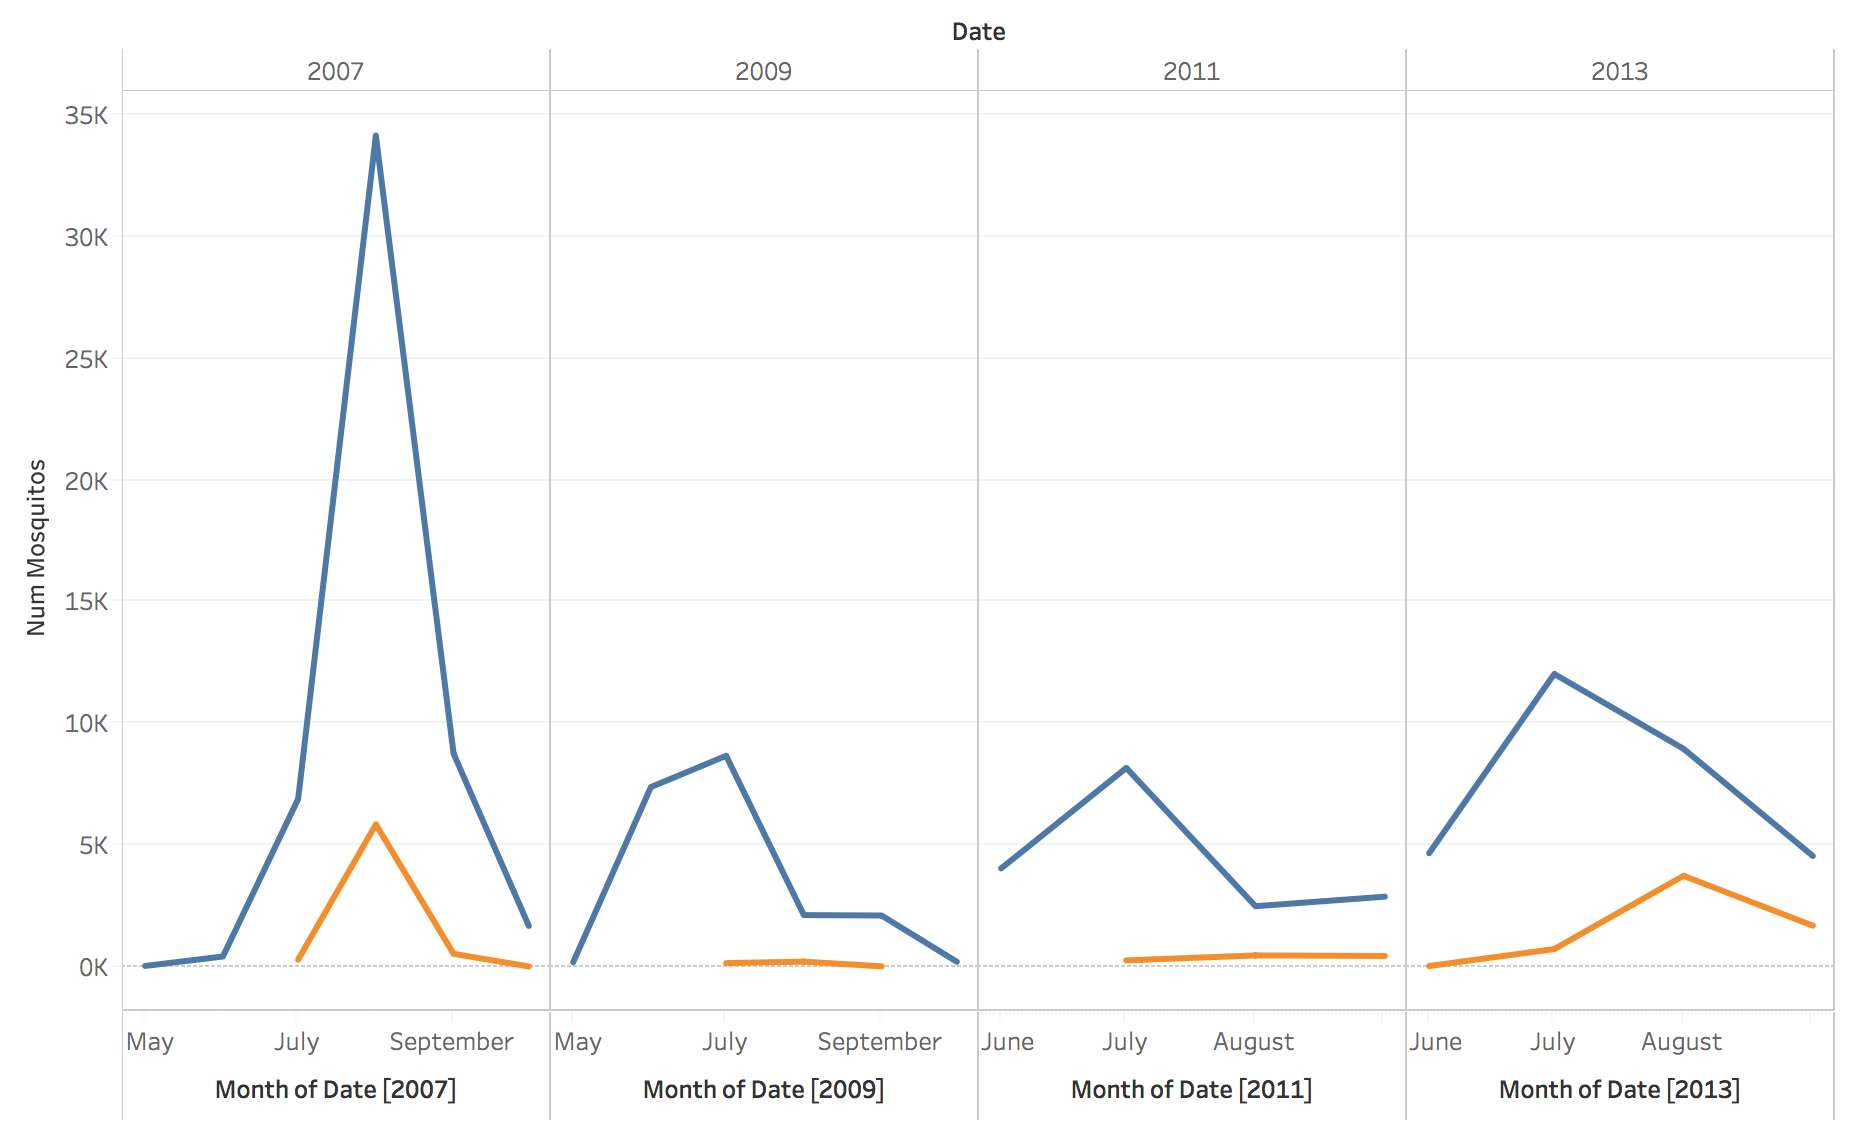 Date
2007 2009 2011 2013
35K
30K
25K
20K
15K
10K
5K
0K
Num Mosquitos
May July September May July September June July August June July August
Month of Date [2007] Month of Date [2009] Month of Date [2011] Month of Date [2013]